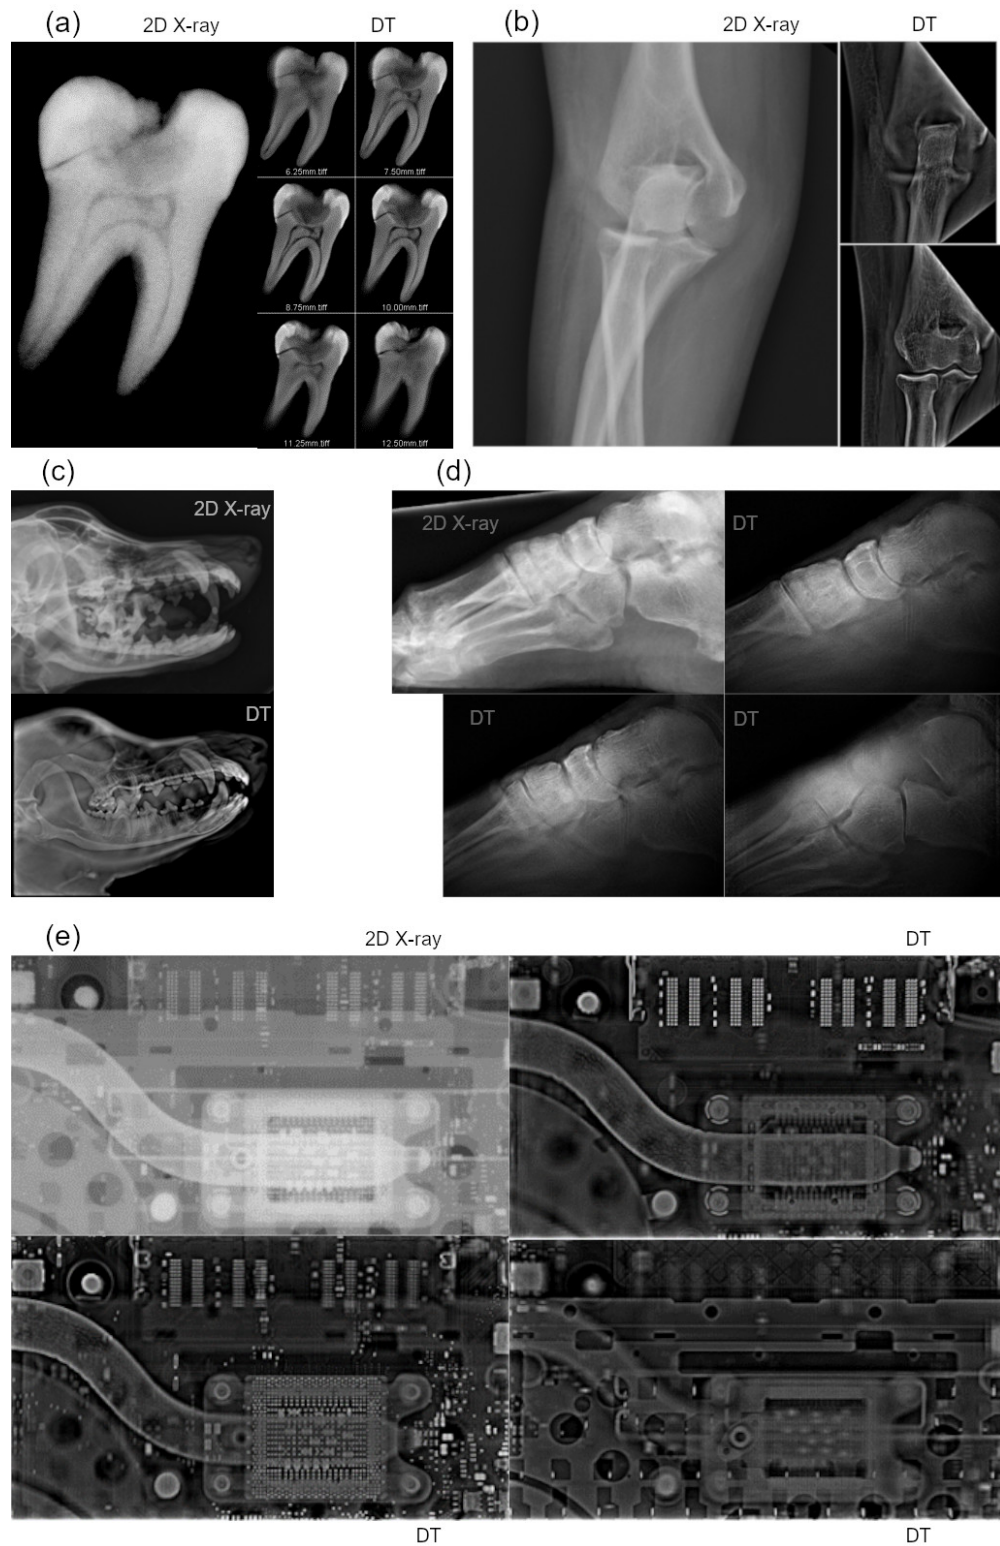 (a)
2D X-ray
DT
6.25mm.tiff
7.50mm.tiff
8.75mm.tiff
10.00mm.tiff
11.25mm.tiff
12.50mm.tiff
(b)
2D X-ray
DT
(c)
2D X-ray
DT
(d)
2D X-ray
DT
DT
DT
(e)
2D X-ray
DT
DT
DT